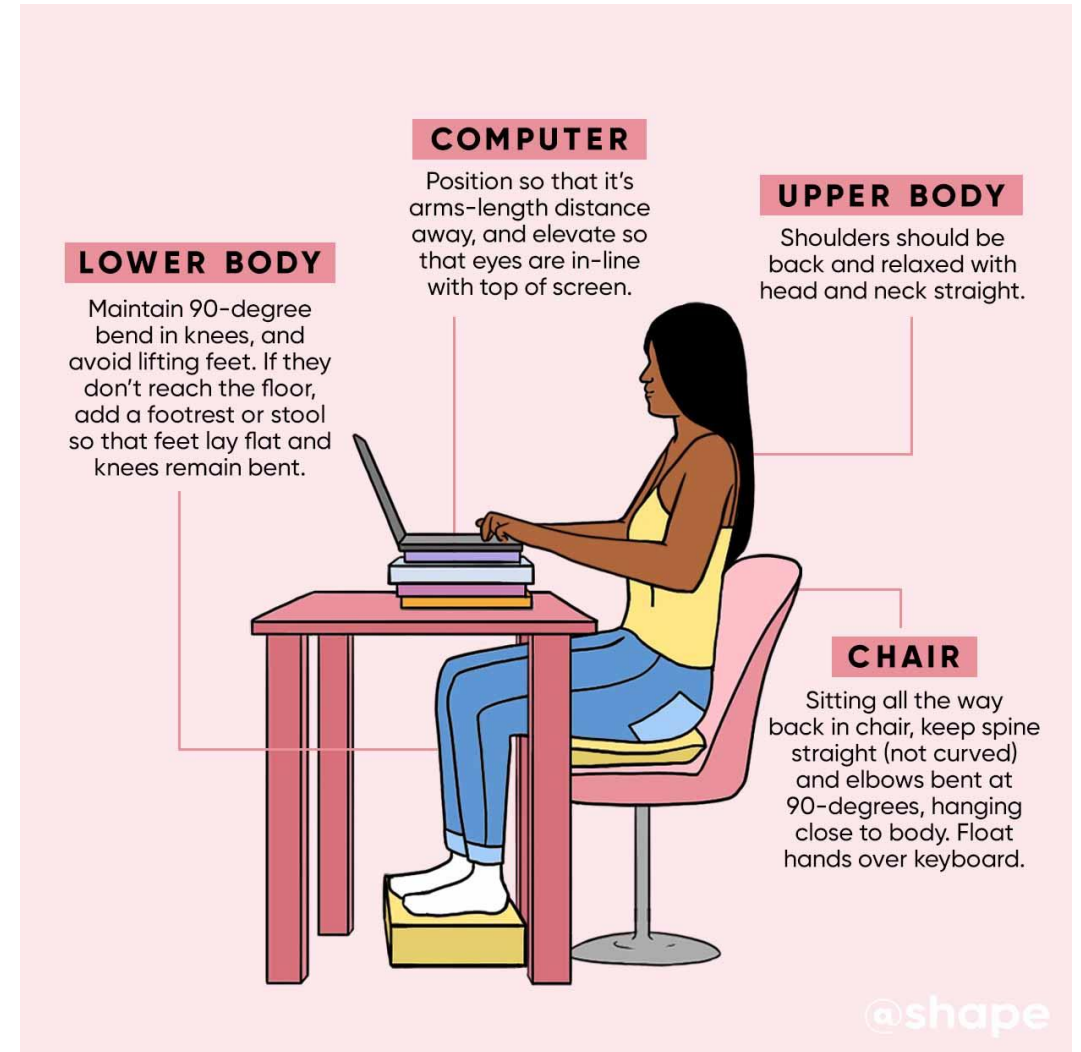 COMPUTER
Position so that it's
arms-length distance
away, and elevate so
that eyes are in-line
with top of screen.
UPPER BODY
Shoulders should be
back and relaxed with
head and neck straight.
LOWER BODY
Maintain 90-degree
bend in knees, and
avoid lifting feet. If they
don't reach the floor,
add a footrest or stool
so that feet lay flat and
knees remain bent.
CHAIR
Sitting all the way
back in chair, keep spine
straight (not curved)
and elbows bent at
90-degrees, hanging
close to body. Float
hands over keyboard.
@shape